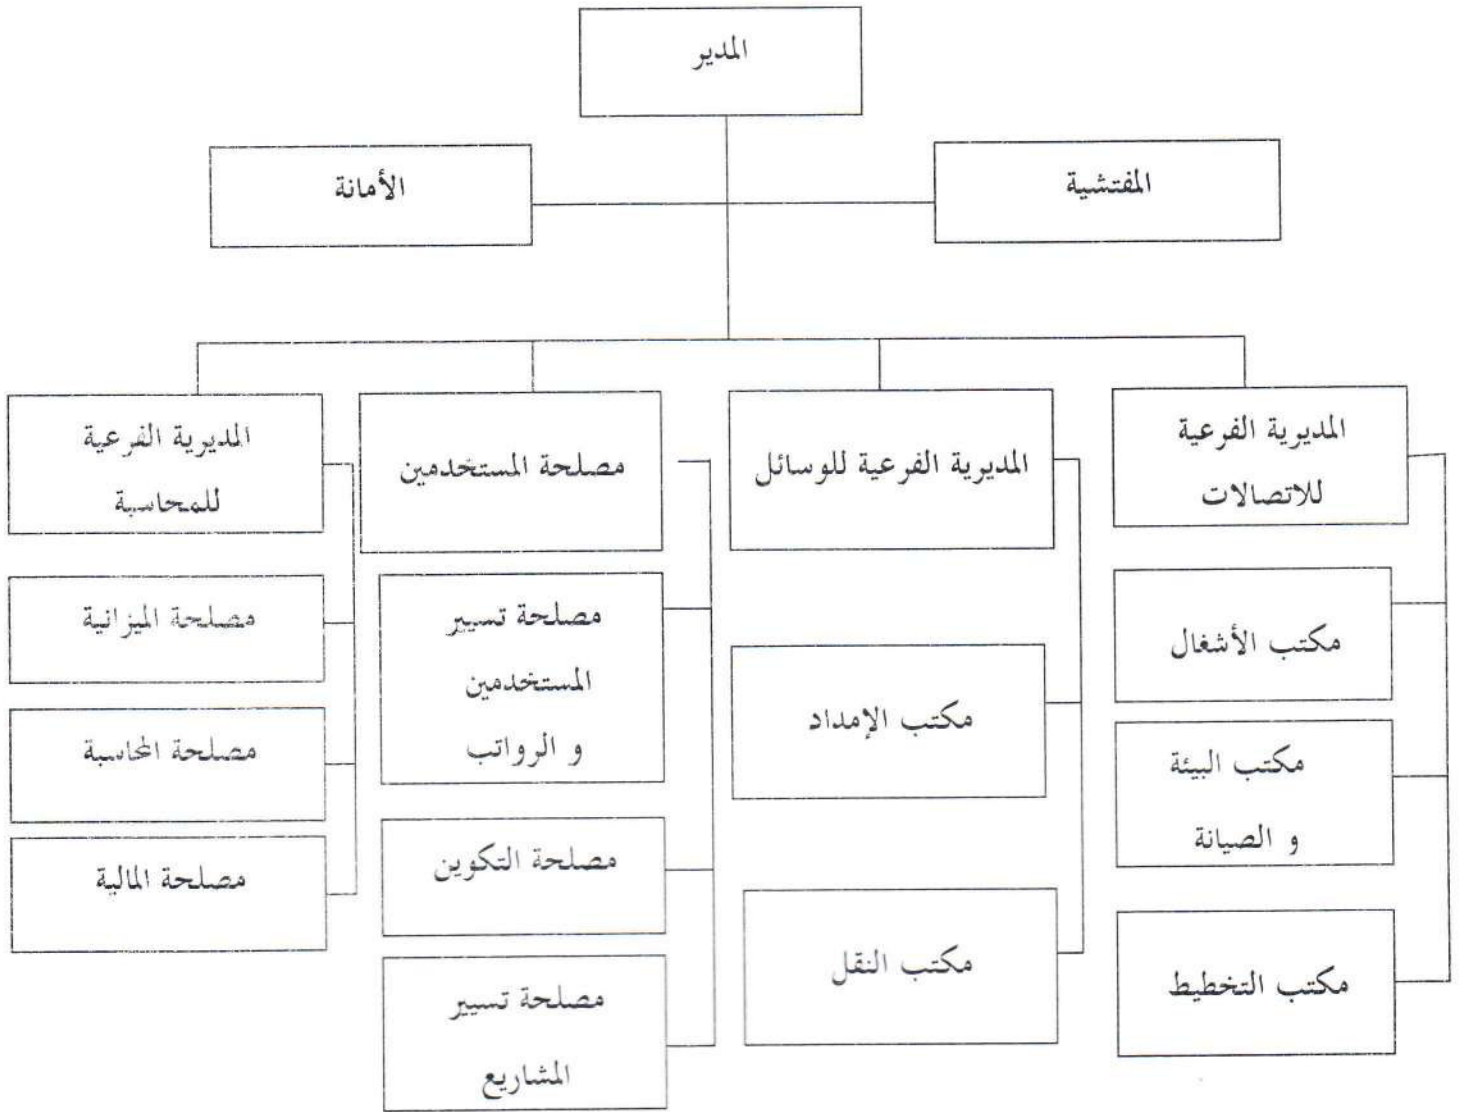 المدير
المفتشية
الأمانة
المديرية الفرعية
للاتصالات
مكتب الأشغال
مكتب البيئة
و الصيانة
مكتب التخطيط
المديرية الفرعية للوسائل
مكتب الإمداد
مكتب النقل
مصلحة المستخدمين
مصلحة تسيير
المستخدمين
و الرواتب
مصلحة التكوين
مصلحة تسيير
المشاريع
المديرية الفرعية
للمحاسبة
مصلحة الميزانية
مصلحة المحاسبة
مصلحة المالية